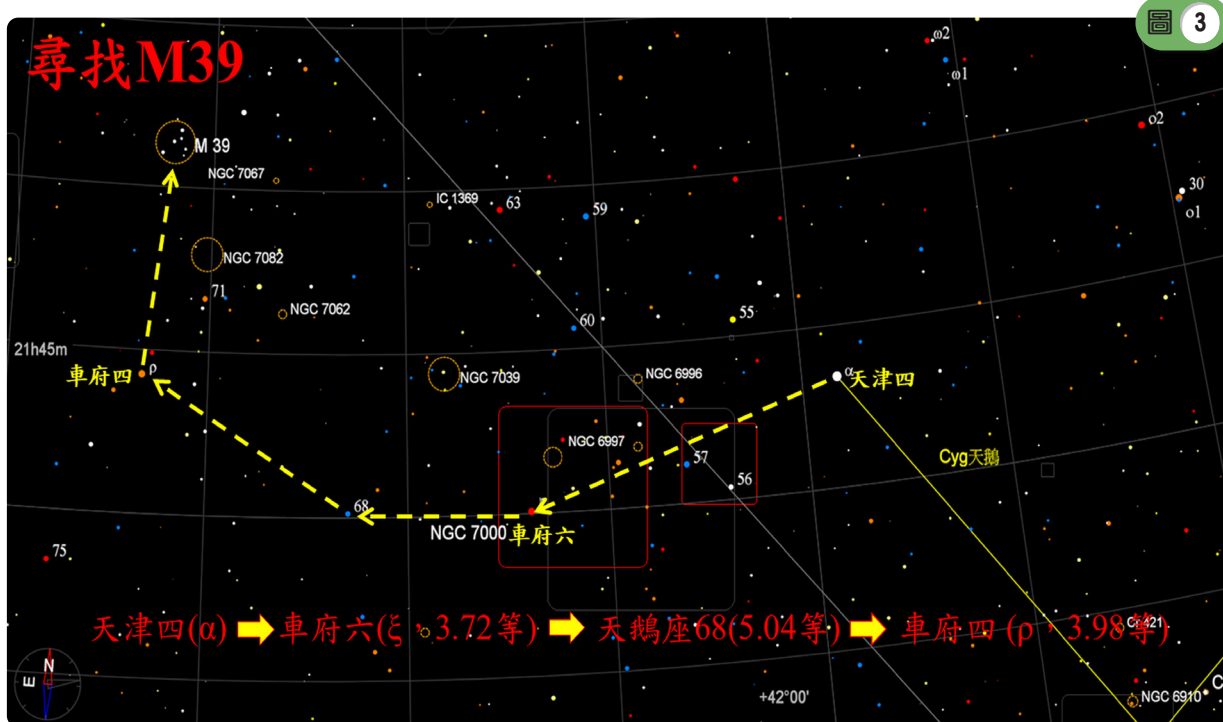 圖 3
尋找M39
ω2
ω1
o2
M 39
NGC 7067
30
o1
IC 1369
63
59
NGC 7082
71
NGC 7062
55
60
21h45m
ρ
車府四
NGC 7039
NGC 6996
α
天津四
NGC 6997
57
Cyg天鵝
56
68
NGC 7000
車府六
75
天津四(α) 車府六(ξ，3.72等) 天鵝座68(5.04等) 車府四 (ρ，3.98等)
N
E
+42°00'
NGC 6910
C